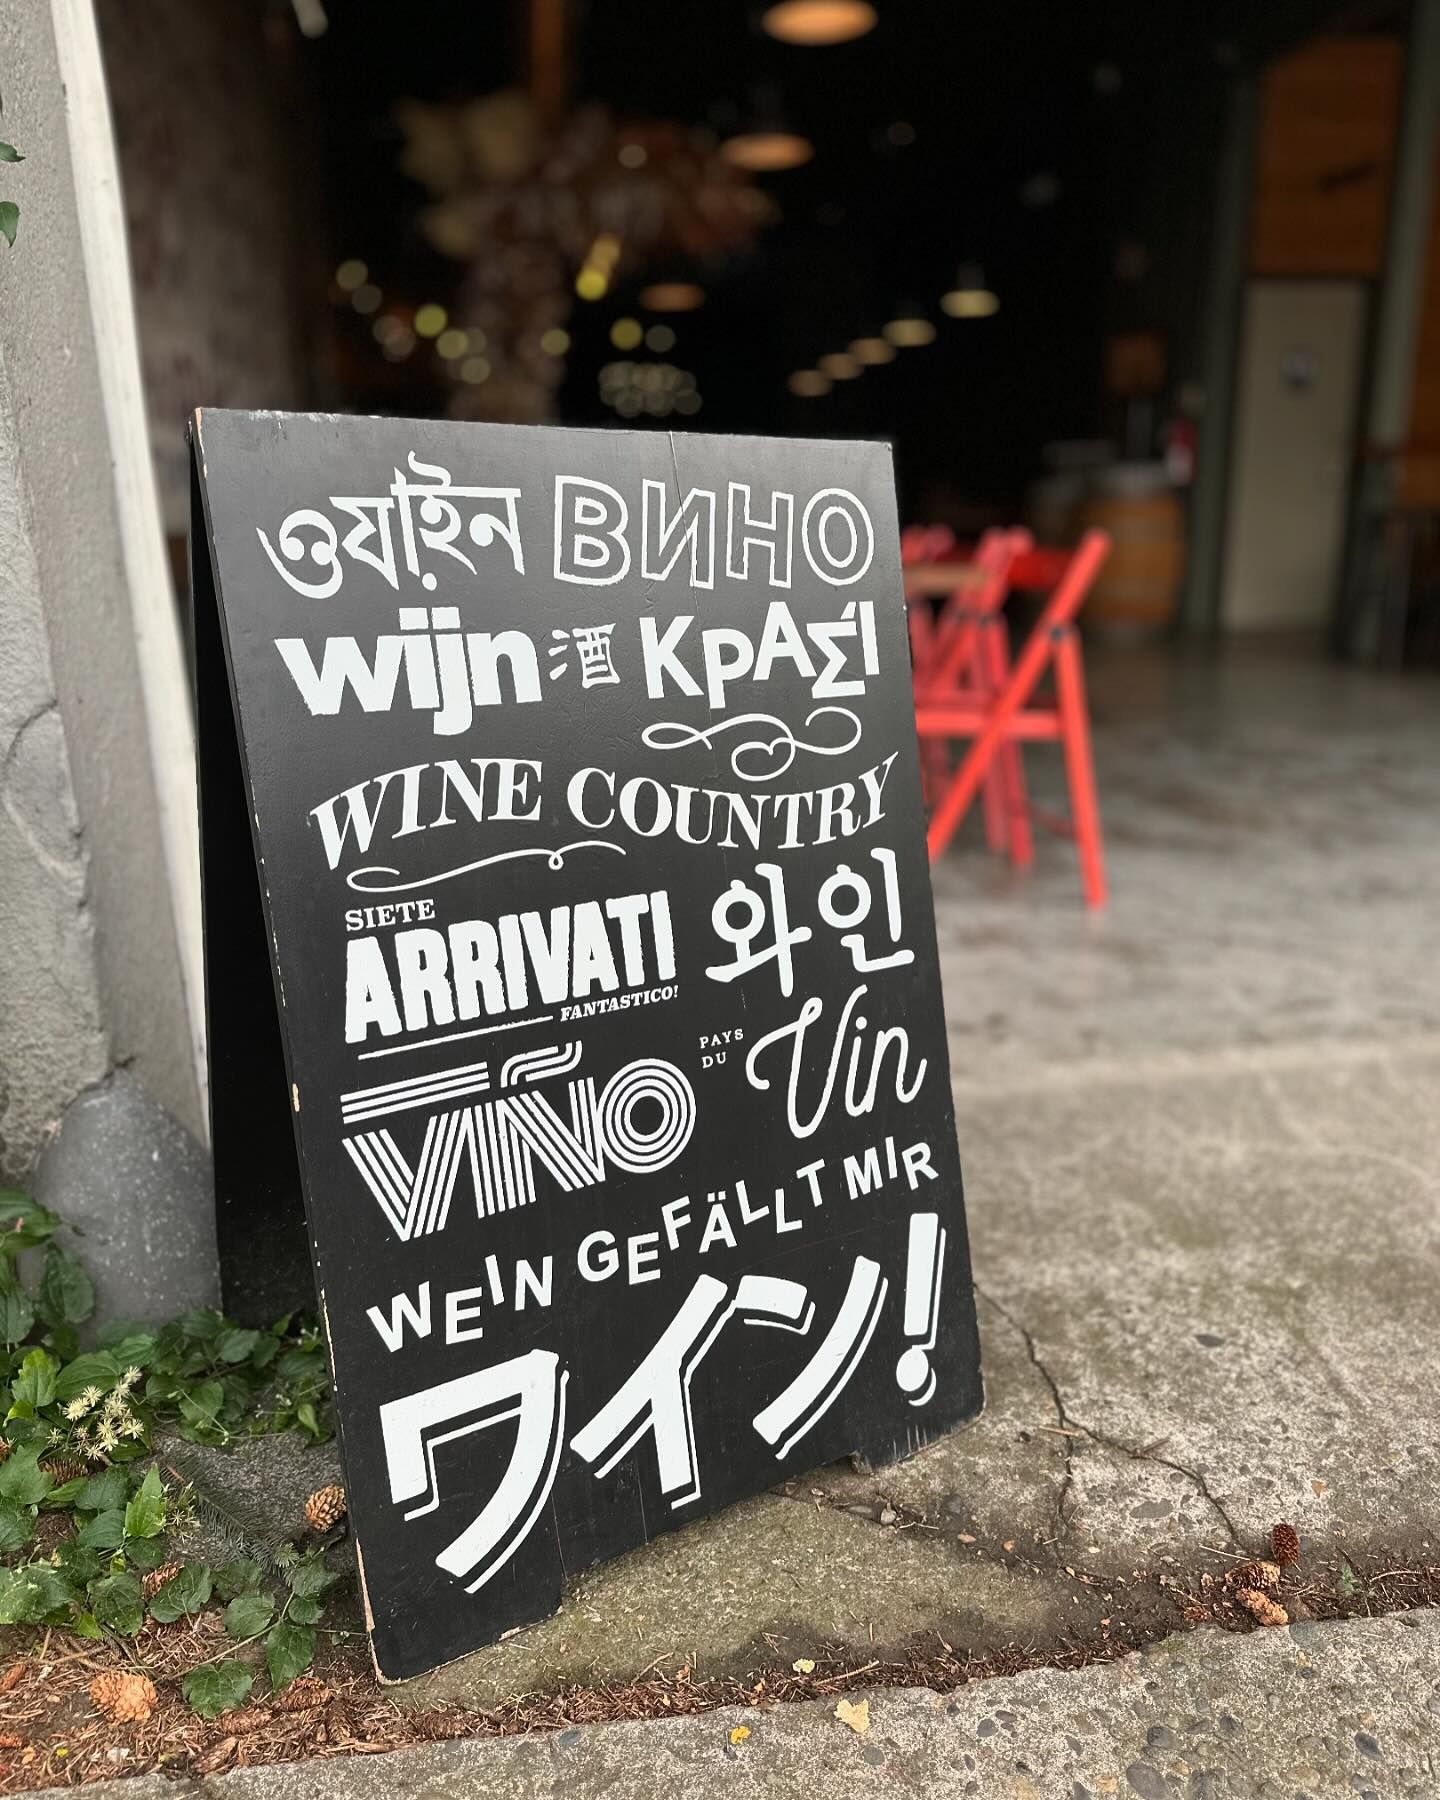 ওয়াইন ВИНО
wijn 酒 ΚρΑΣί
WINE COUNTRY
SIETE
ARRIVATI 와인
FANTASTICO!
VIÑO PAYS DU Vin
WEIN GEFÄLLT MIR
ワイン!